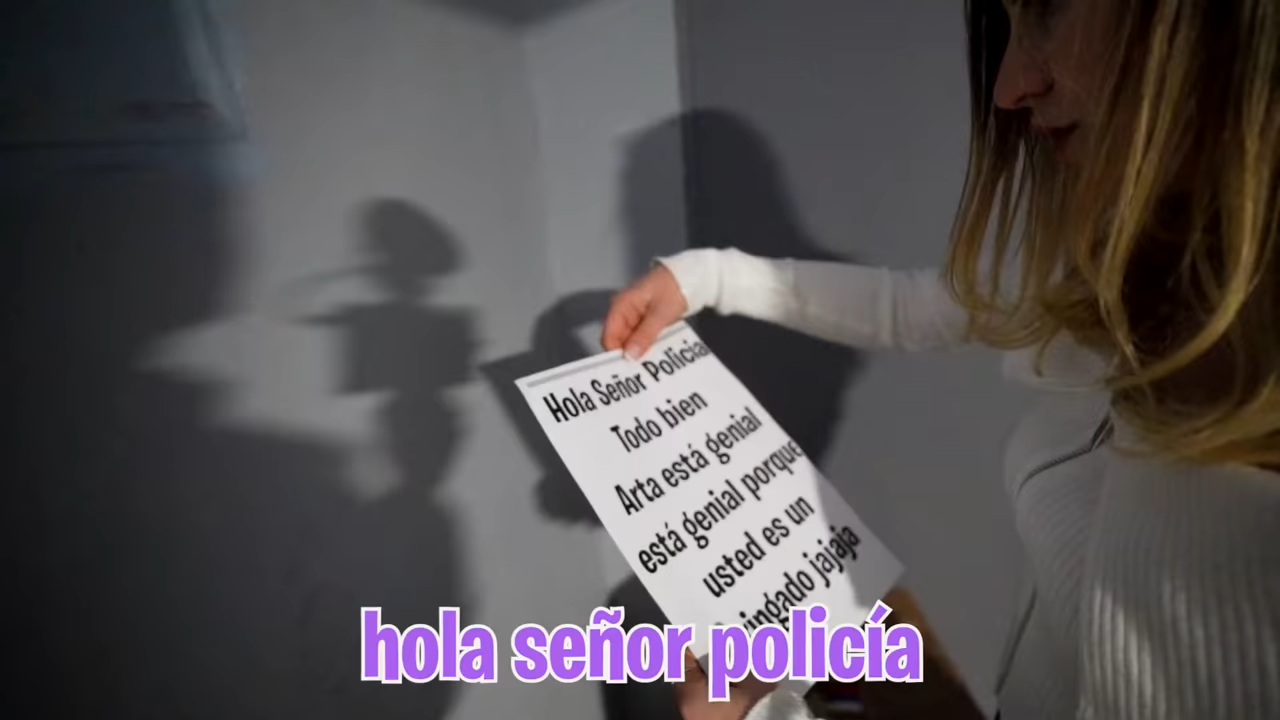 Hola Señor Policia
Todo bien
Arta está genial
está genial porque
usted es un
jajaja
hola señor policía